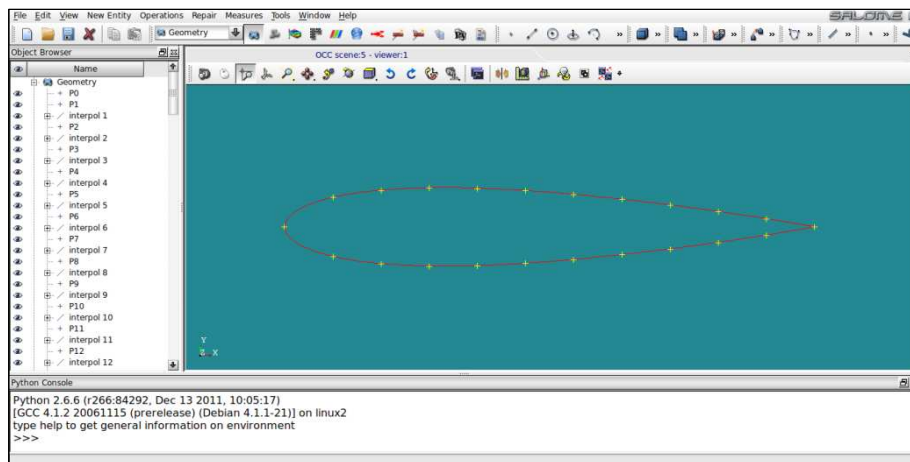 File Edit View New Entity Operations Repair Measures Tools Window Help
SALOME
Geometry
Object Browser
OCC scene:5 - viewer:1
Name
Geometry
P0
P1
interpol 1
P2
interpol 2
P3
interpol 3
P4
interpol 4
P5
interpol 5
P6
interpol 6
P7
interpol 7
P8
interpol 8
P9
interpol 9
P10
interpol 10
P11
interpol 11
P12
interpol 12
Y
Z X
Python Console
Python 2.6.6 (r266:84292, Dec 13 2011, 10:05:17)
[GCC 4.1.2 20061115 (prerelease) (Debian 4.1.1-21)] on linux2
type help to get general information on environment
>>>